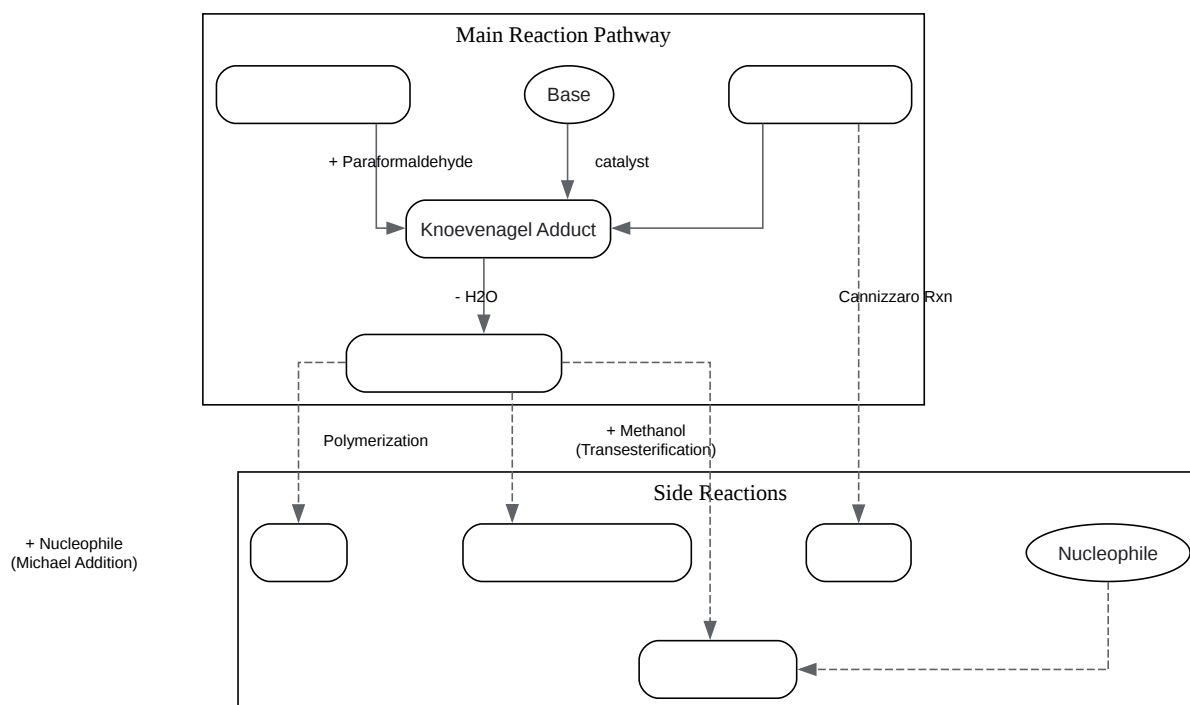 Main Reaction Pathway
Base
+ Paraformaldehyde
catalyst
Knoevenagel Adduct
- H2O
Cannizzaro Rxn
Polymerization
+ Methanol
(Transesterification)
Side Reactions
+ Nucleophile
(Michael Addition)
Nucleophile